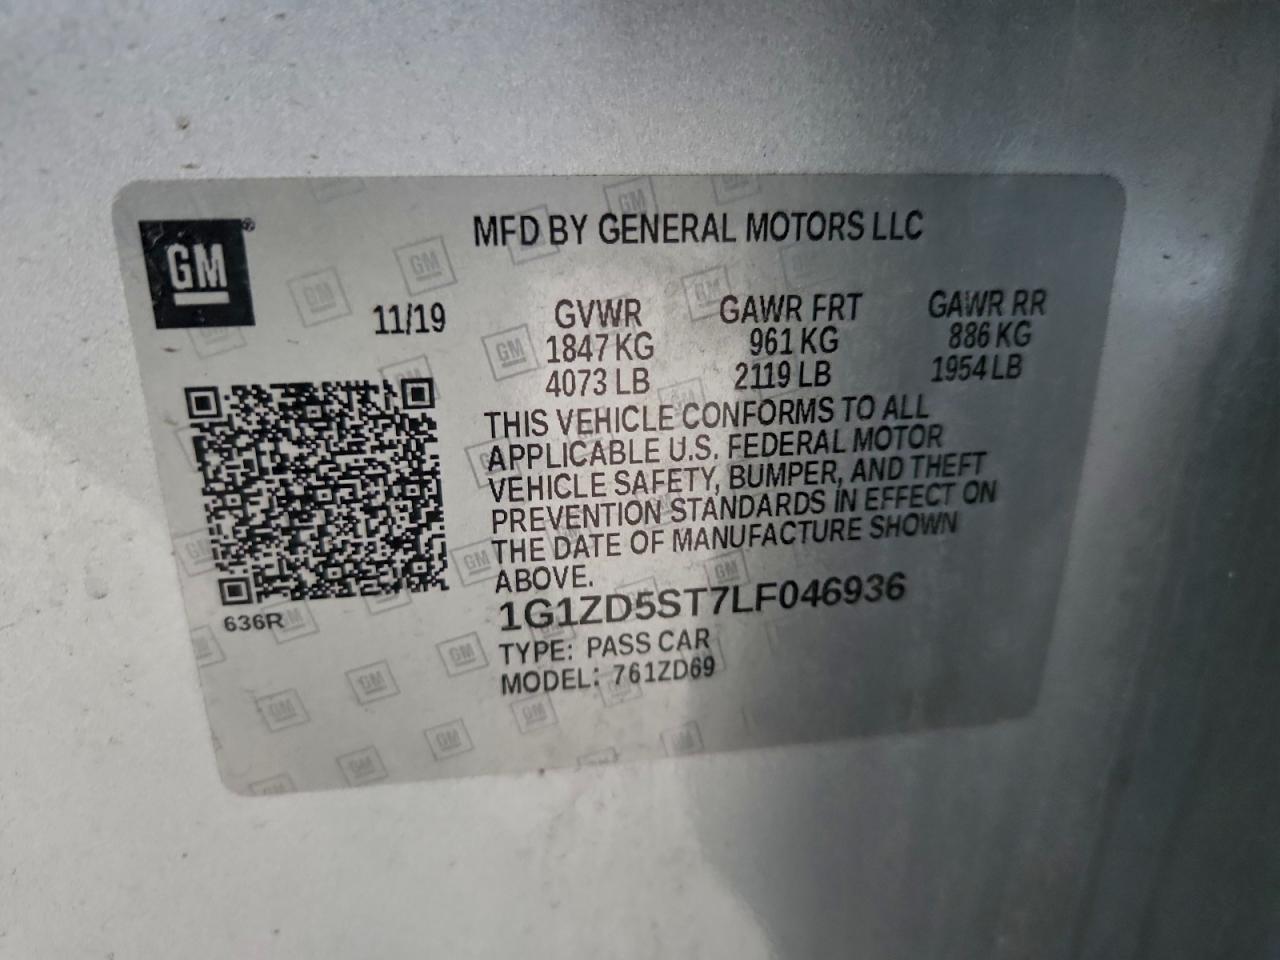 GM®
MFD BY GENERAL MOTORS LLC
11/19
GVWR GAWR FRT GAWR RR
1847 KG 961 KG 886 KG
4073 LB 2119 LB 1954 LB
THIS VEHICLE CONFORMS TO ALL
APPLICABLE U.S. FEDERAL MOTOR
VEHICLE SAFETY, BUMPER, AND THEFT
PREVENTION STANDARDS IN EFFECT ON
THE DATE OF MANUFACTURE SHOWN
ABOVE.
1G1ZD5ST7LF046936
636R
TYPE: PASS CAR
MODEL: 761ZD69